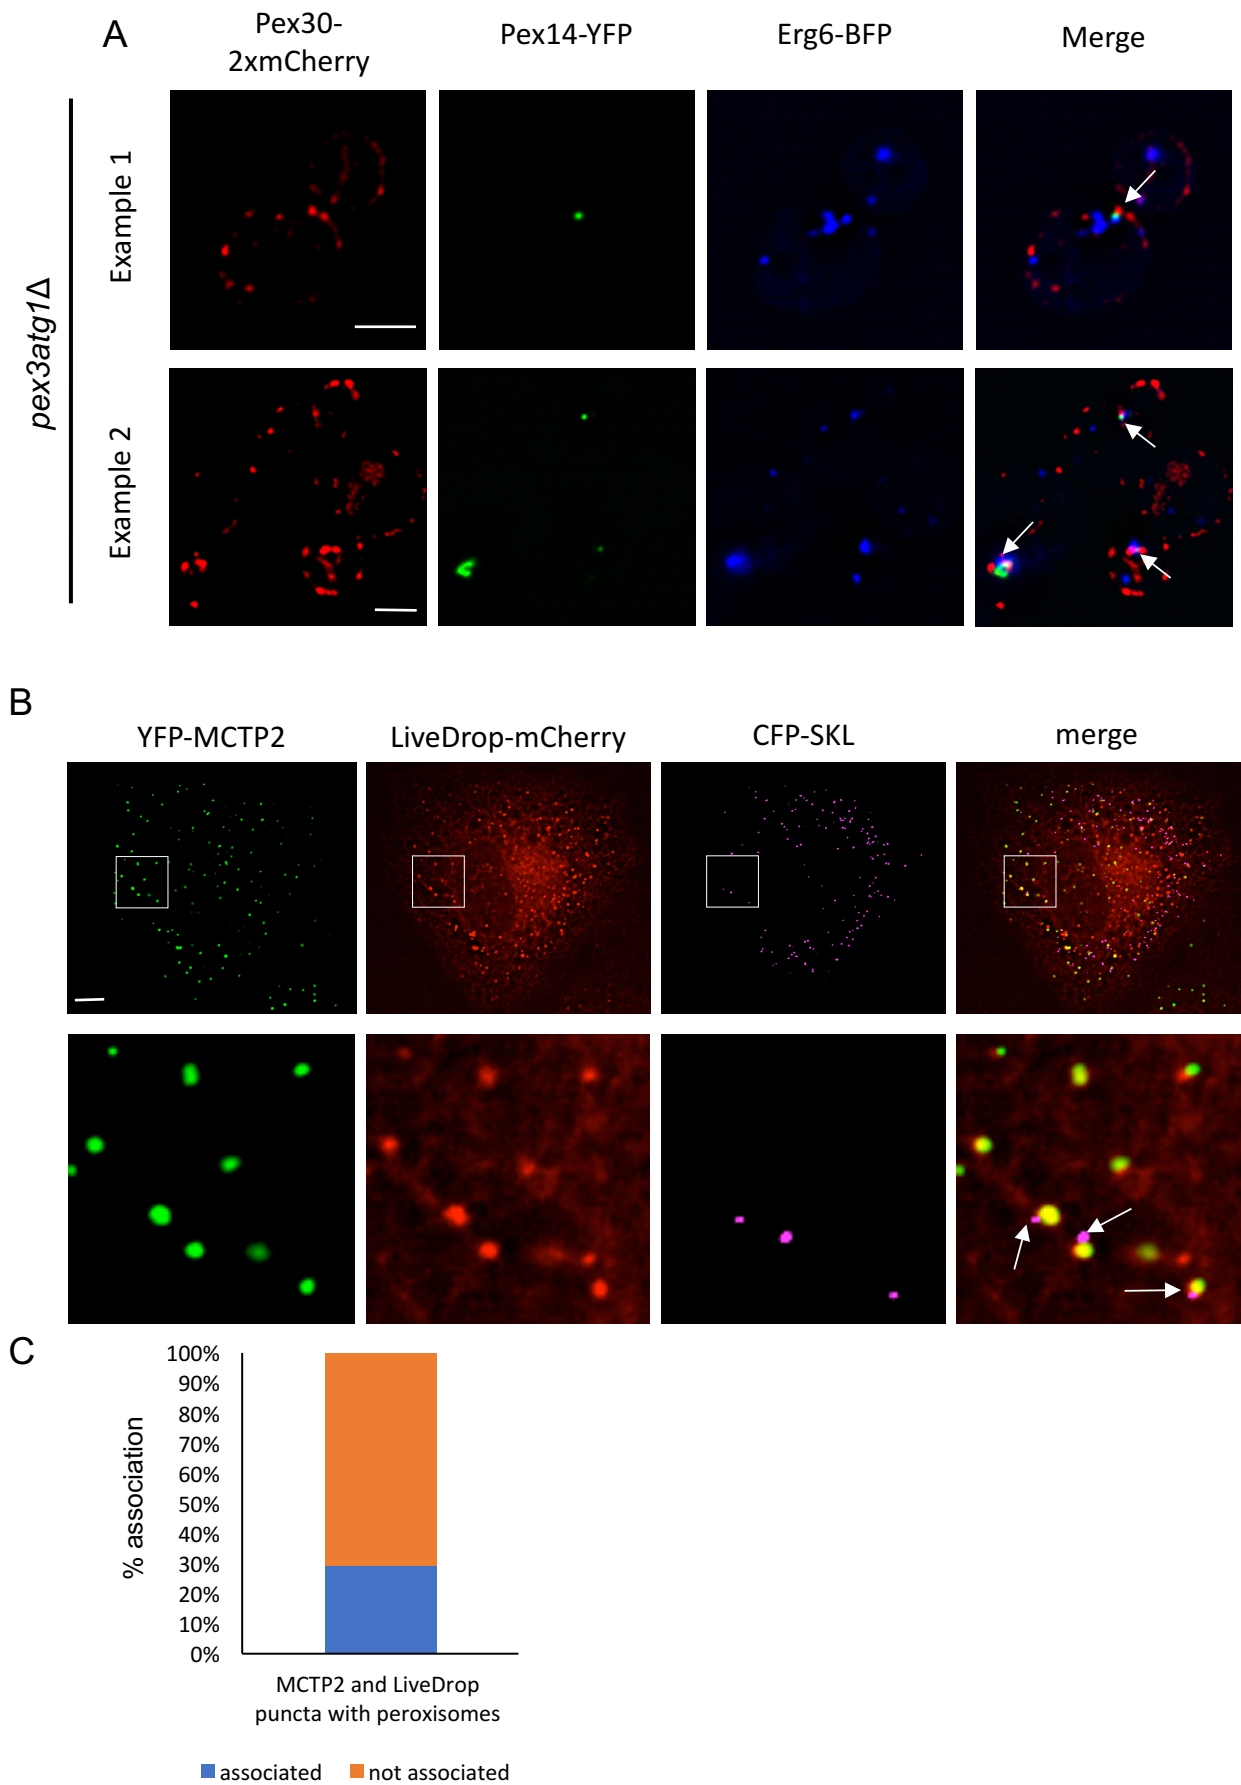 A
Pex30-
2xmCherry
Pex14-YFP
Erg6-BFP
Merge
pex3atg1Δ
Example 1
Example 2
B
YFP-MCTP2
LiveDrop-mCherry
CFP-SKL
merge
C
% association
100%
90%
80%
70%
60%
50%
40%
30%
20%
10%
0%
MCTP2 and LiveDrop
puncta with peroxisomes
associated
not associated